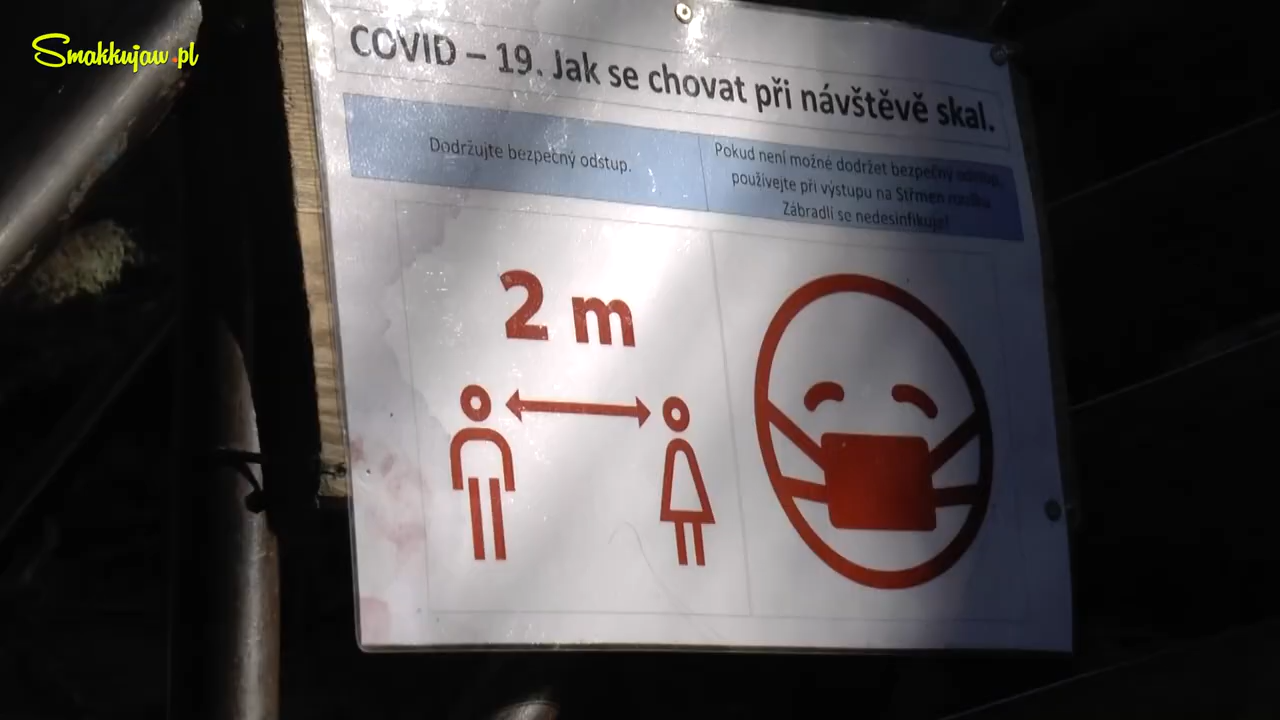 Smakkujaw.pl
COVID – 19. Jak se chovat při návštěvě skal.
Dodržujte bezpečný odstup.
Pokud není možné dodržet bezpečný odstup,
používejte při výstupu na Střmen roušku.
Zábradlí se nedesinfikuje!
2 m